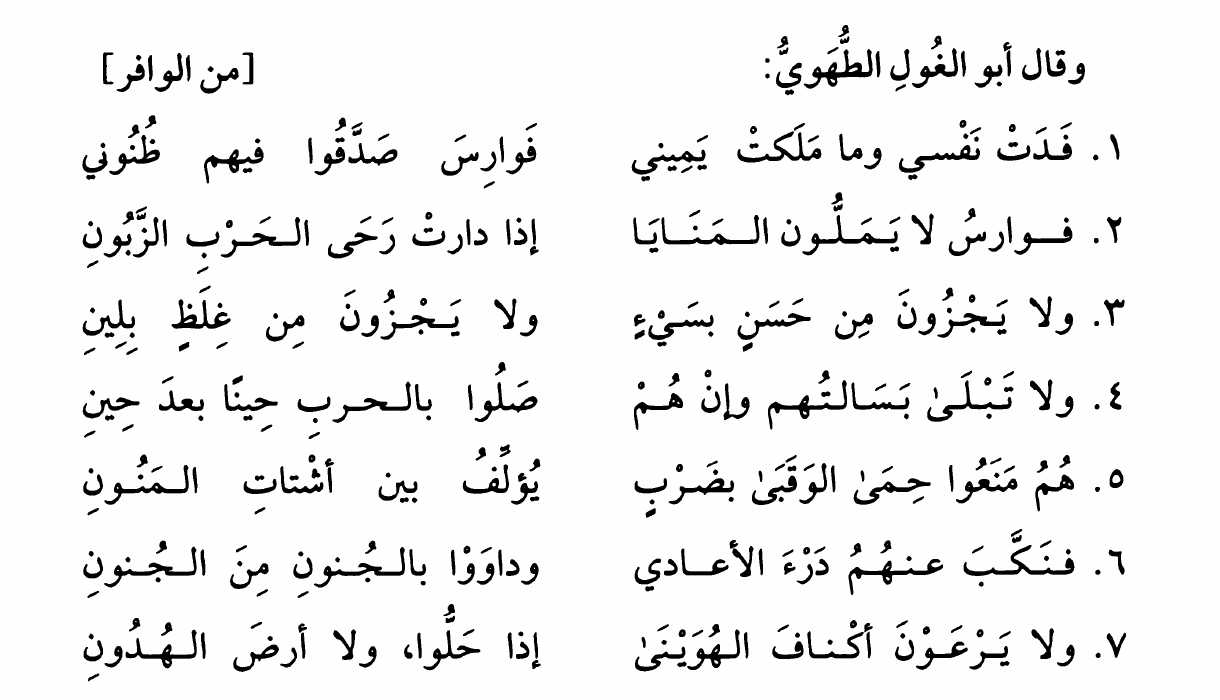 وقال أبو الغُولِ الطُّهَويُّ: [من الوافر]
١. فَدَتْ نَفْسي وما مَلَكتْ يَمِيني فَوارِسَ صَدَّقُوا فيهم ظُنُوني
٢. فوارسُ لا يَمَلُّون المَنَايَا إذا دارتْ رَحَى الحَرْبِ الزَّبُونِ
٣. ولا يَجْزُونَ مِن حَسَنٍ بسَيْءٍ ولا يَجْزُونَ مِن غِلَظٍ بِلِينِ
٤. ولا تَبْلَىٰ بَسَالتُهم وإنْ هُمْ صَلُوا بالحربِ حِينًا بعدَ حِينِ
٥. هُمُ مَنَعُوا حِمَىٰ الوَقَبَىٰ بضَرْبٍ يُؤلِّفُ بين أشْتاتِ المَنُونِ
٦. فنَكَّبَ عنهُمُ دَرْءَ الأعادي وداوَوْا بالجُنونِ مِنَ الجُنونِ
٧. ولا يَرْعَوْنَ أكْنافَ الهُوَيْنَىٰ إذا حَلُّوا، ولا أرضَ الهُدُونِ